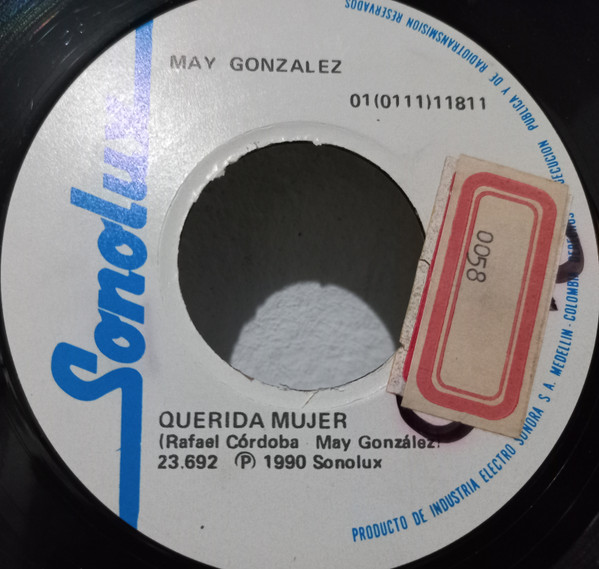 MAY GONZALEZ
01(0111)11811
Sonolux
0058
QUERIDA MUJER
(Rafael Córdoba May González)
23.692 Ⓟ 1990 Sonolux
PRODUCTO DE INDUSTRIA ELECTRO SONORA S A. MEDELLIN - COLOMBIA
PUBLICA Y DE RADIOTRANSMISION RESERVADOS